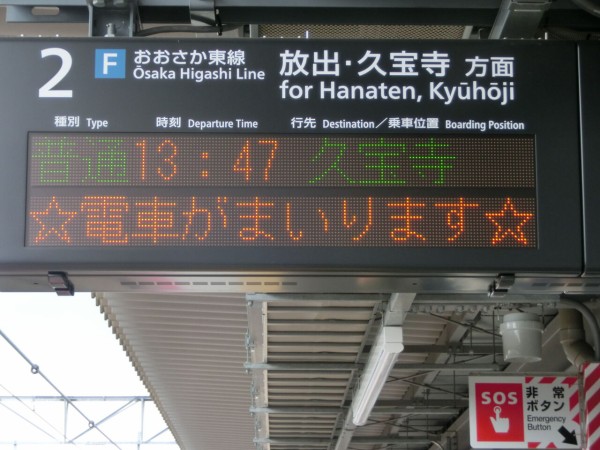 2 F おおさか東線 放出・久宝寺 方面
Ōsaka Higashi Line for Hanaten, Kyūhōji
種別 Type 時刻 Departure Time 行先 Destination／乗車位置 Boarding Position
普通 13：47 久宝寺
☆電車がまいります☆
SOS 非常
ボタン
Emergency
Button